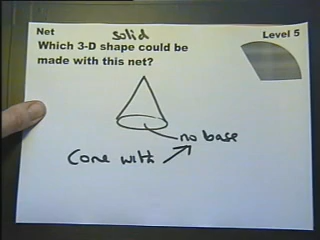 Net solid Level 5
Which 3-D shape could be
made with this net?
no base
Cone with